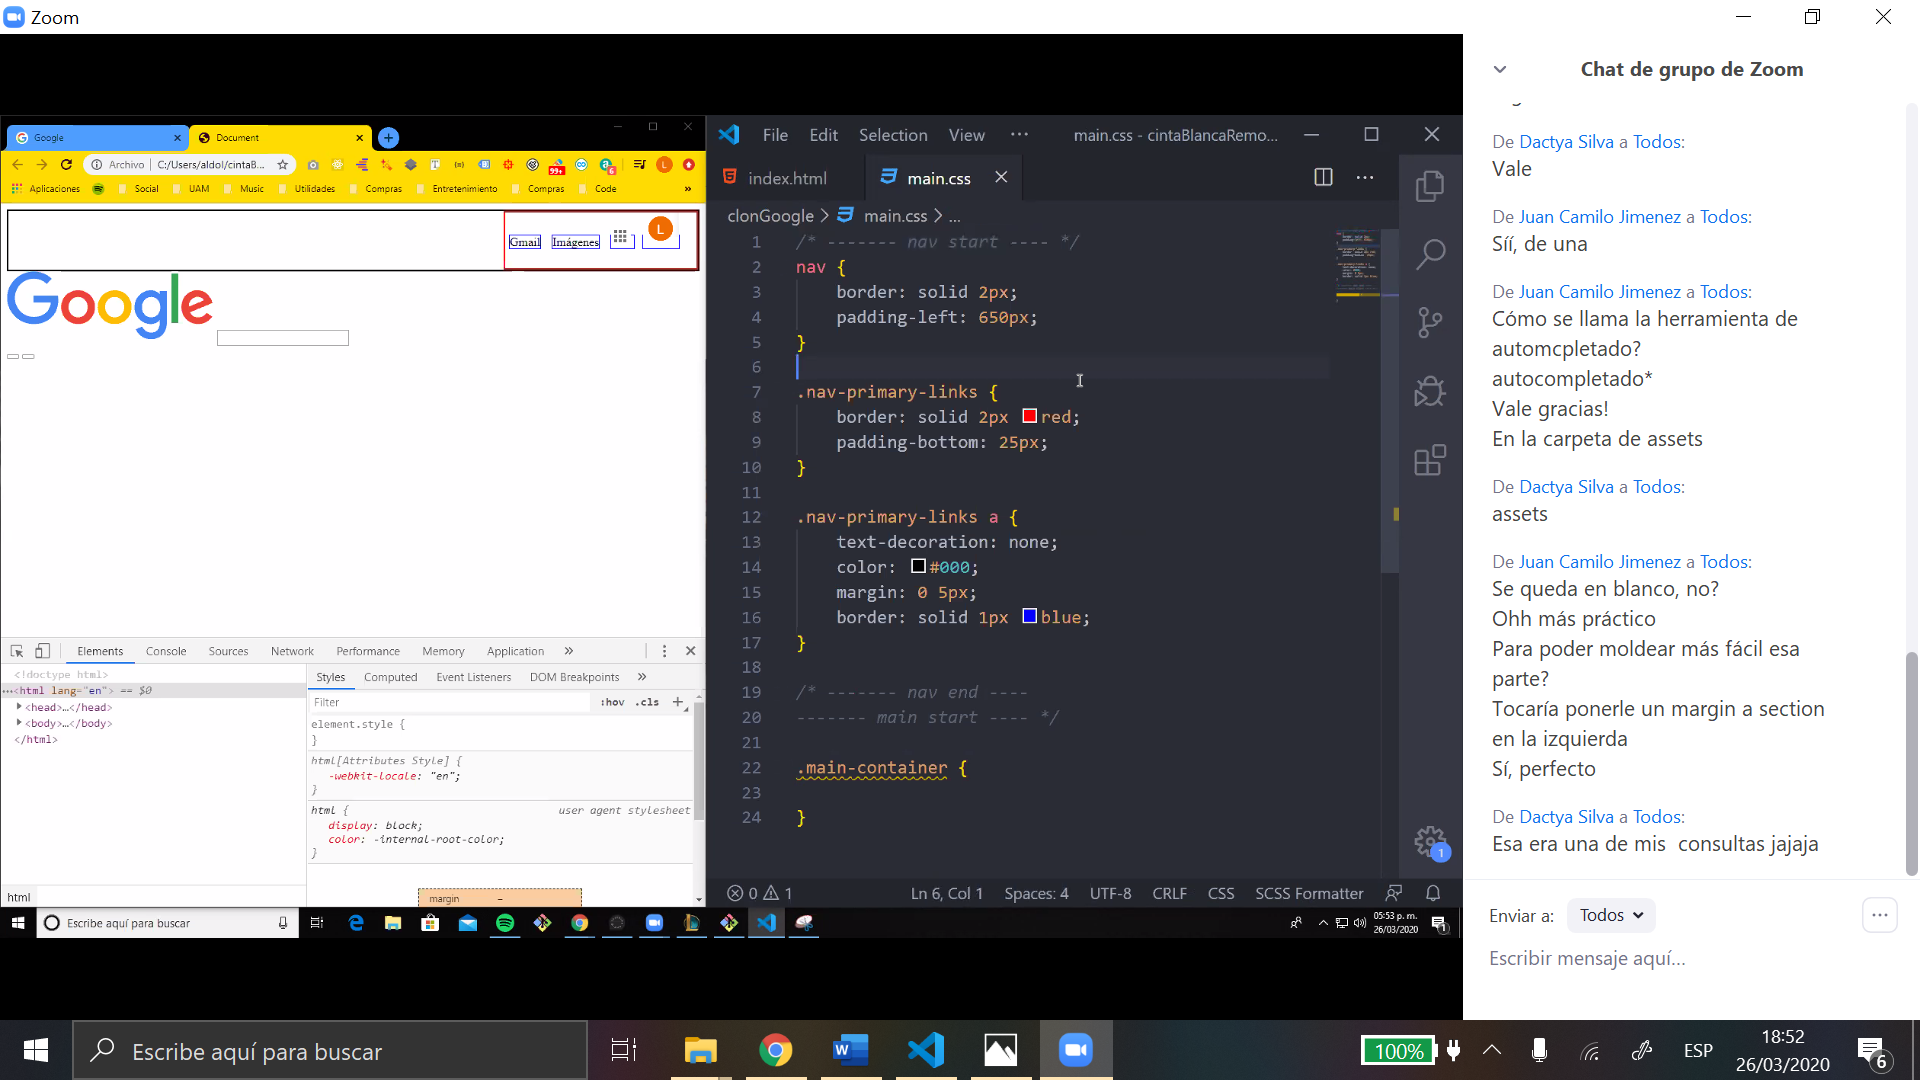 Zoom
Google
Document
Archivo
C:/Users/aldol/cintaB...
99+
6
L
Aplicaciones
Social
UAM
Music
Utilidades
Compras
Entretenimiento
Compras
Code
»
Gmail
Imágenes
L
Google
Elements
Console
Sources
Network
Performance
Memory
Application
»
<!doctype html>
...<html lang="en"> == $0
<head>…</head>
<body>…</body>
</html>
html
Styles
Computed
Event Listeners
DOM Breakpoints
»
Filter
:hov .cls +
element.style {
}
html[Attributes Style] {
-webkit-locale: "en";
}
html {
user agent stylesheet
display: block;
color: -internal-root-color;
}
margin
–
File
Edit
Selection
View
···
main.css - cintaBlancaRemo...
index.html
main.css
clonGoogle > main.css > ...
1 /* ------- nav start ---- */
2 nav {
3 border: solid 2px;
4 padding-left: 650px;
5 }
6
7 .nav-primary-links {
8 border: solid 2px red;
9 padding-bottom: 25px;
10 }
11
12 .nav-primary-links a {
13 text-decoration: none;
14 color: #000;
15 margin: 0 5px;
16 border: solid 1px blue;
17 }
18
19 /* ------- nav end ----
20 ------- main start ---- */
21
22 .main-container {
23
24 }
1
0
1
Ln 6, Col 1
Spaces: 4
UTF-8
CRLF
CSS
SCSS Formatter
Escribe aquí para buscar
05:53 p. m.
26/03/2020
1
Chat de grupo de Zoom
De Dactya Silva a Todos:
Vale
De Juan Camilo Jimenez a Todos:
Síí, de una
De Juan Camilo Jimenez a Todos:
Cómo se llama la herramienta de
automcpletado?
autocompletado*
Vale gracias!
En la carpeta de assets
De Dactya Silva a Todos:
assets
De Juan Camilo Jimenez a Todos:
Se queda en blanco, no?
Ohh más práctico
Para poder moldear más fácil esa
parte?
Tocaría ponerle un margin a section
en la izquierda
Sí, perfecto
De Dactya Silva a Todos:
Esa era una de mis  consultas jajaja
Enviar a:
Todos
Escribir mensaje aquí...
Escribe aquí para buscar
100%
ESP
18:52
26/03/2020
6